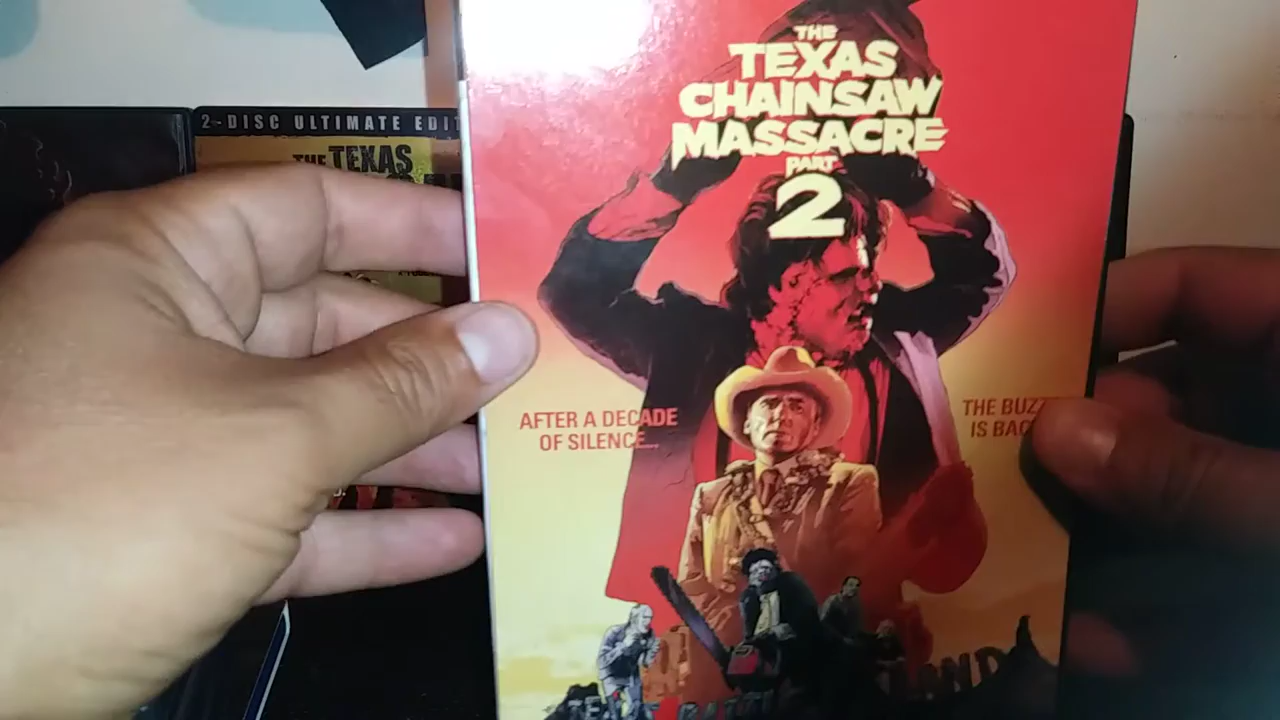 2-DISC ULTIMATE EDIT
THE TEXAS
THE
TEXAS
CHAINSAW
MASSACRE
PART
2
AFTER A DECADE
OF SILENCE...
THE BUZZ
IS BAC